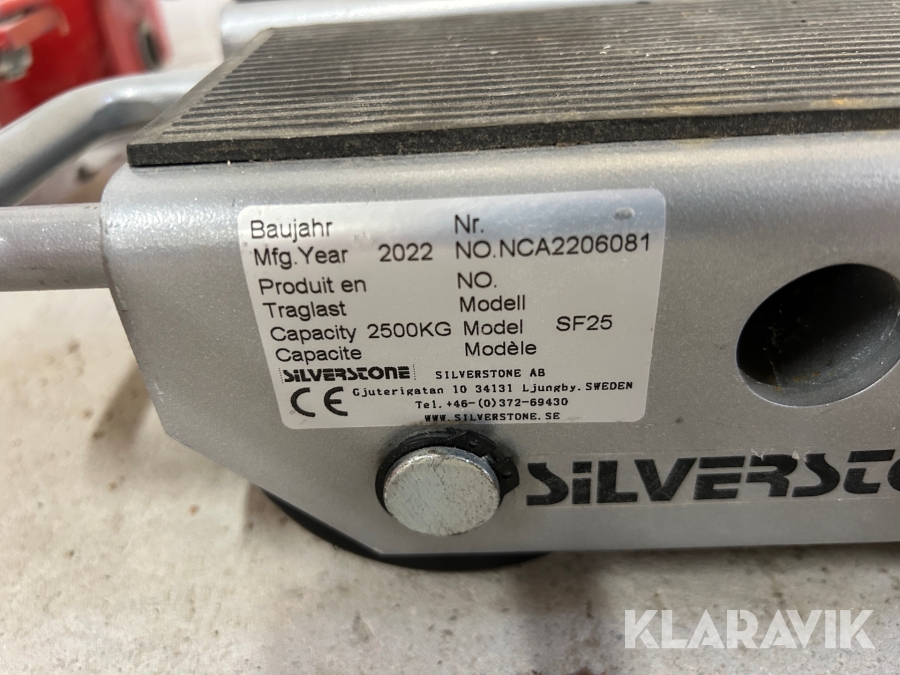 Baujahr Nr.
Mfg.Year 2022 NO.NCA2206081
Produit en NO.
Traglast Modell
Capacity 2500KG Model SF25
Capacite Modèle
SiLVERSTONE SILVERSTONE AB
CE Gjuterigatan 10 34131 Ljungby. SWEDEN
Tel.+46-(0)372-69430
WWW.SILVERSTONE.SE
SiLVERSTO
KLARAVIK